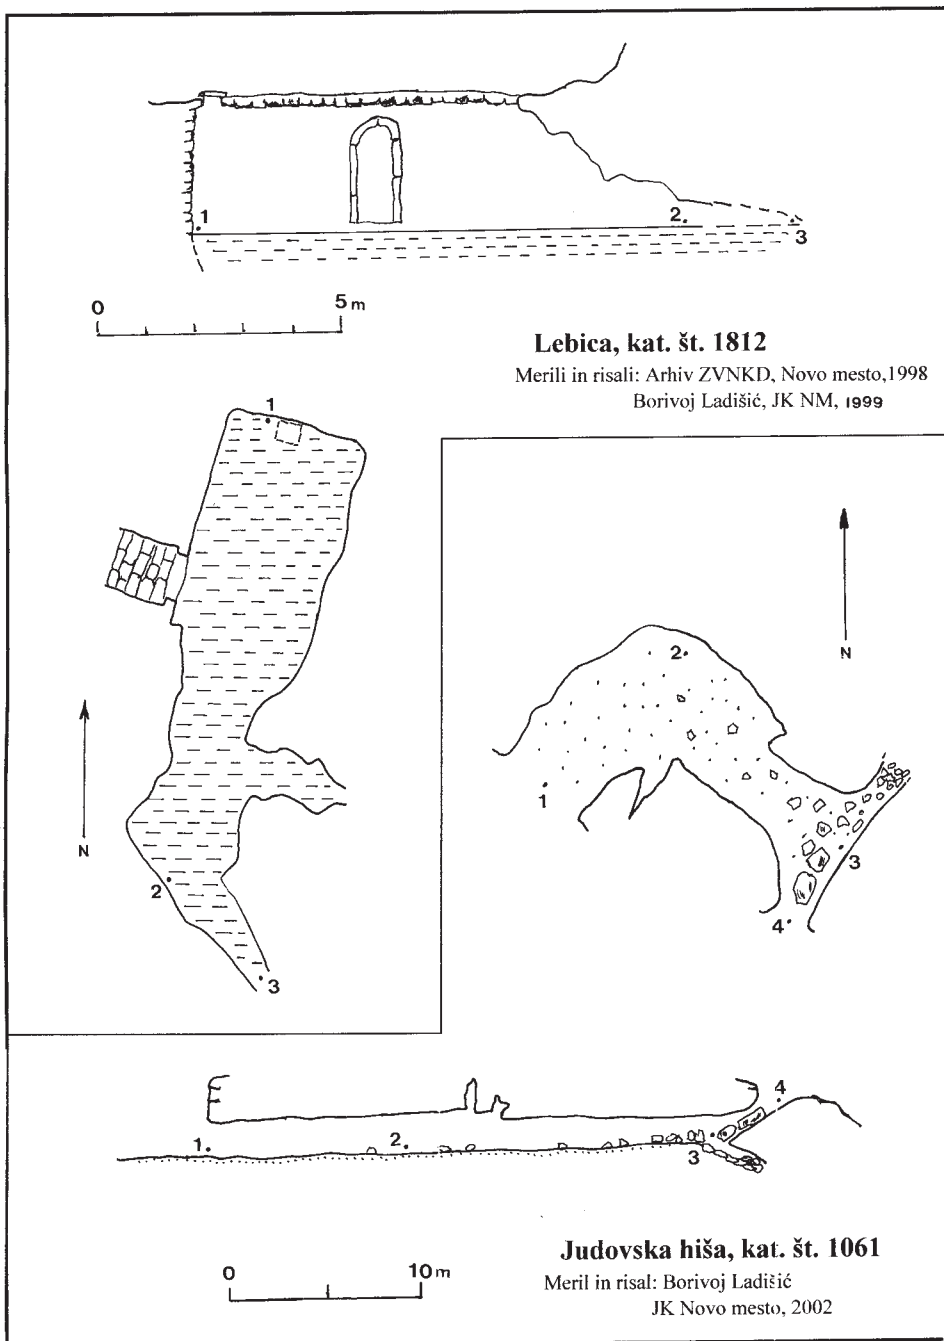 1
2
3
0 5 m
Lebica, kat. št. 1812
Merili in risali: Arhiv ZVNKD, Novo mesto,1998
Borivoj Ladišić, JK NM, 1999
1
2
3
N
N
1
2
3
4
1
2
3
4
Judovska hiša, kat. št. 1061
0 10 m
Meril in risal: Borivoj Ladišić
JK Novo mesto, 2002